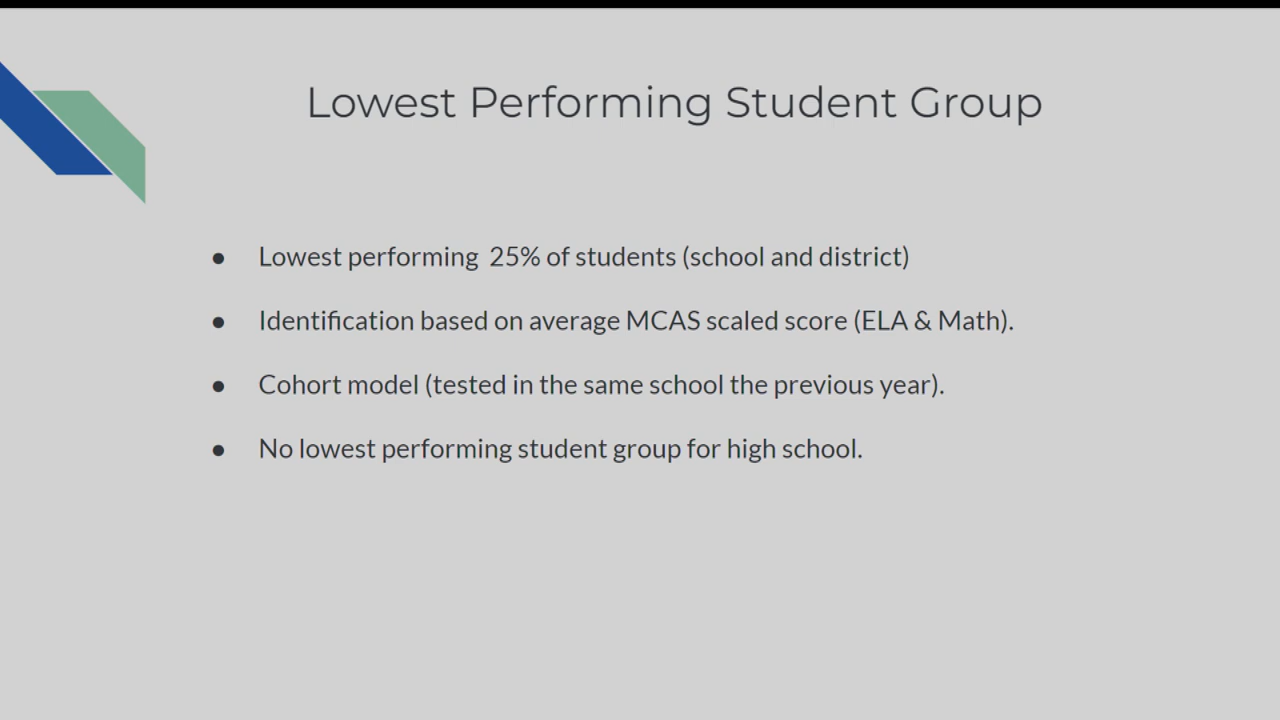 Lowest Performing Student Group
● Lowest performing  25% of students (school and district)
● Identification based on average MCAS scaled score (ELA & Math).
● Cohort model (tested in the same school the previous year).
● No lowest performing student group for high school.